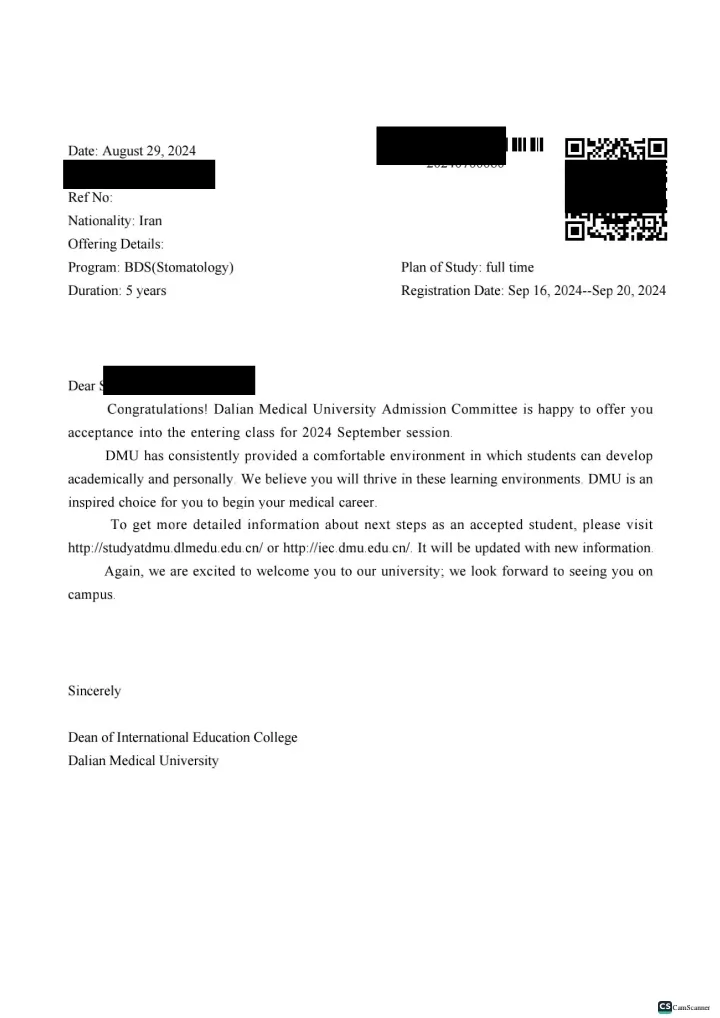 Date: August 29, 2024
Ref No:
Nationality: Iran
Offering Details:
Program: BDS(Stomatology)
Plan of Study: full time
Duration: 5 years
Registration Date: Sep 16, 2024--Sep 20, 2024
Dear
Congratulations! Dalian Medical University Admission Committee is happy to offer you
acceptance into the entering class for 2024 September session.
DMU has consistently provided a comfortable environment in which students can develop
academically and personally. We believe you will thrive in these learning environments. DMU is an
inspired choice for you to begin your medical career.
To get more detailed information about next steps as an accepted student, please visit
http://studyatdmu.dlmedu.edu.cn/ or http://iec.dmu.edu.cn/. It will be updated with new information.
Again, we are excited to welcome you to our university; we look forward to seeing you on
campus.
Sincerely
Dean of International Education College
Dalian Medical University
CS CamScanner